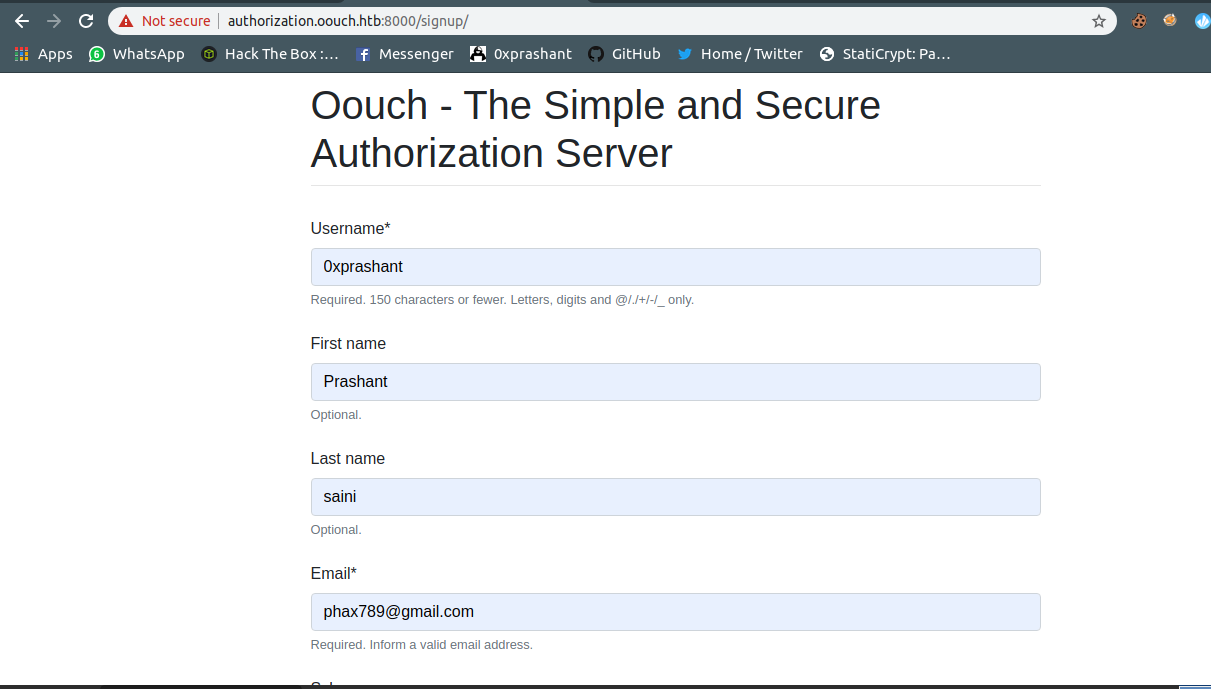 Not secure | authorization.oouch.htb:8000/signup/
Apps WhatsApp Hack The Box :... Messenger 0xprashant GitHub Home / Twitter StatiCrypt: Pa...
Oouch - The Simple and Secure
Authorization Server
Username*
0xprashant
Required. 150 characters or fewer. Letters, digits and @/./+/-/_ only.
First name
Prashant
Optional.
Last name
saini
Optional.
Email*
phax789@gmail.com
Required. Inform a valid email address.